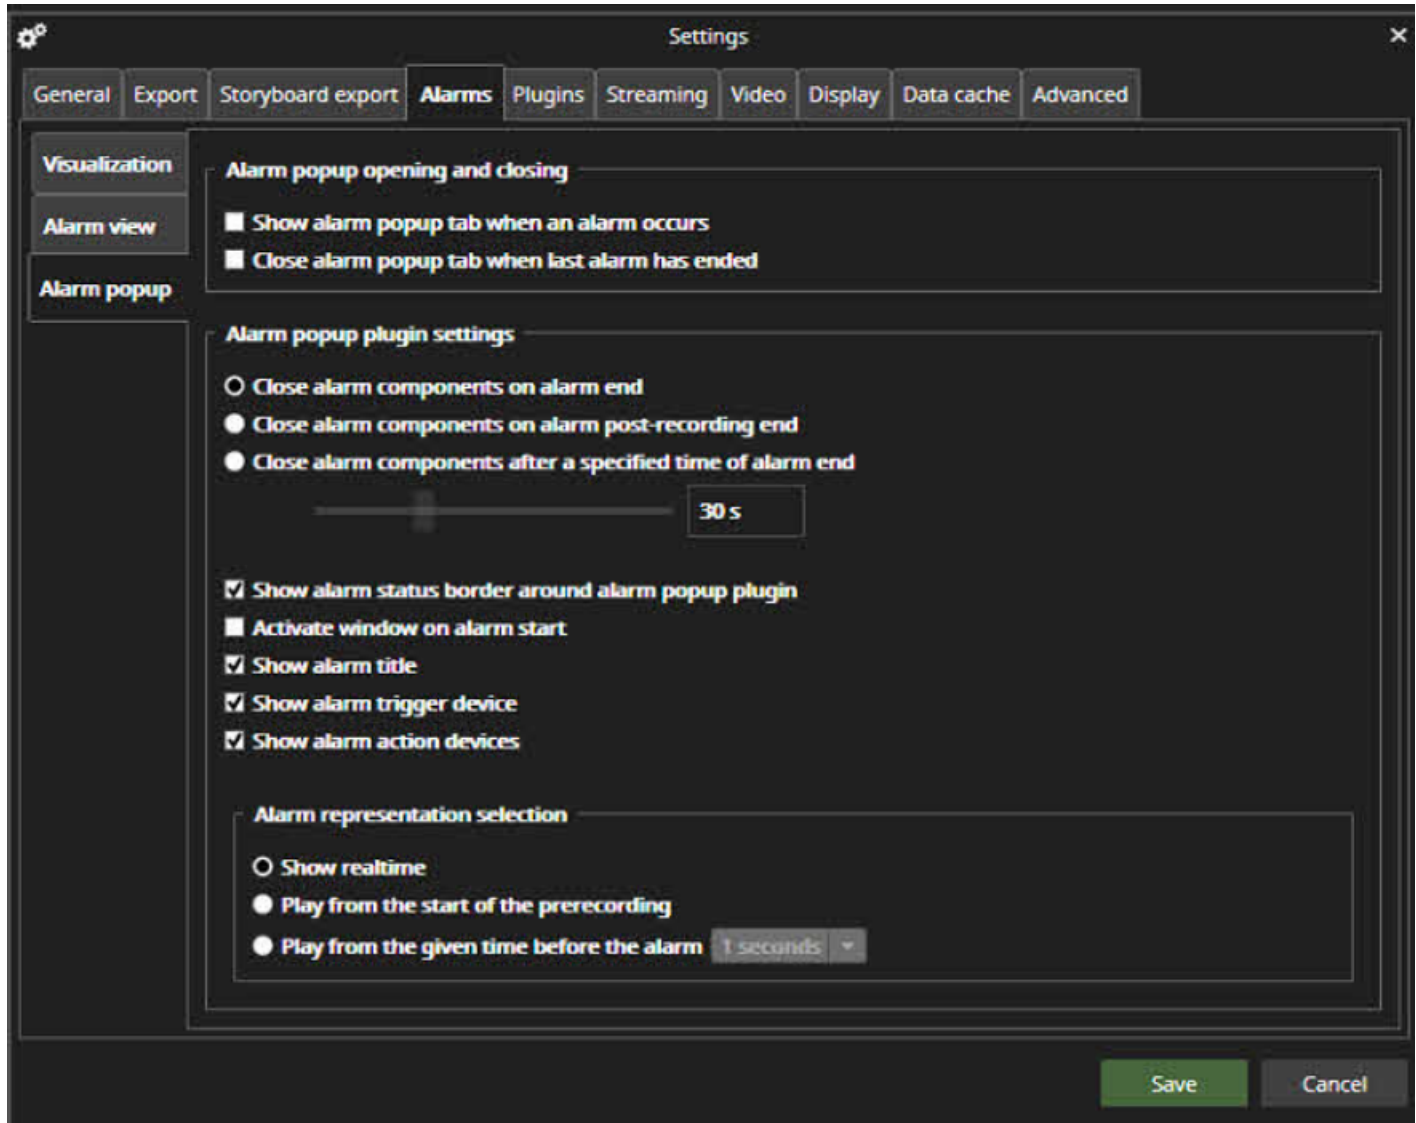 Settings
General Export Storyboard export Alarms Plugins Streaming Video Display Data cache Advanced
Visualization
Alarm view
Alarm popup
Alarm popup opening and closing
Show alarm popup tab when an alarm occurs
Close alarm popup tab when last alarm has ended
Alarm popup plugin settings
Close alarm components on alarm end
Close alarm components on alarm post-recording end
Close alarm components after a specified time of alarm end
30 s
Show alarm status border around alarm popup plugin
Activate window on alarm start
Show alarm title
Show alarm trigger device
Show alarm action devices
Alarm representation selection
Show realtime
Play from the start of the prerecording
Play from the given time before the alarm 1 seconds
Save Cancel